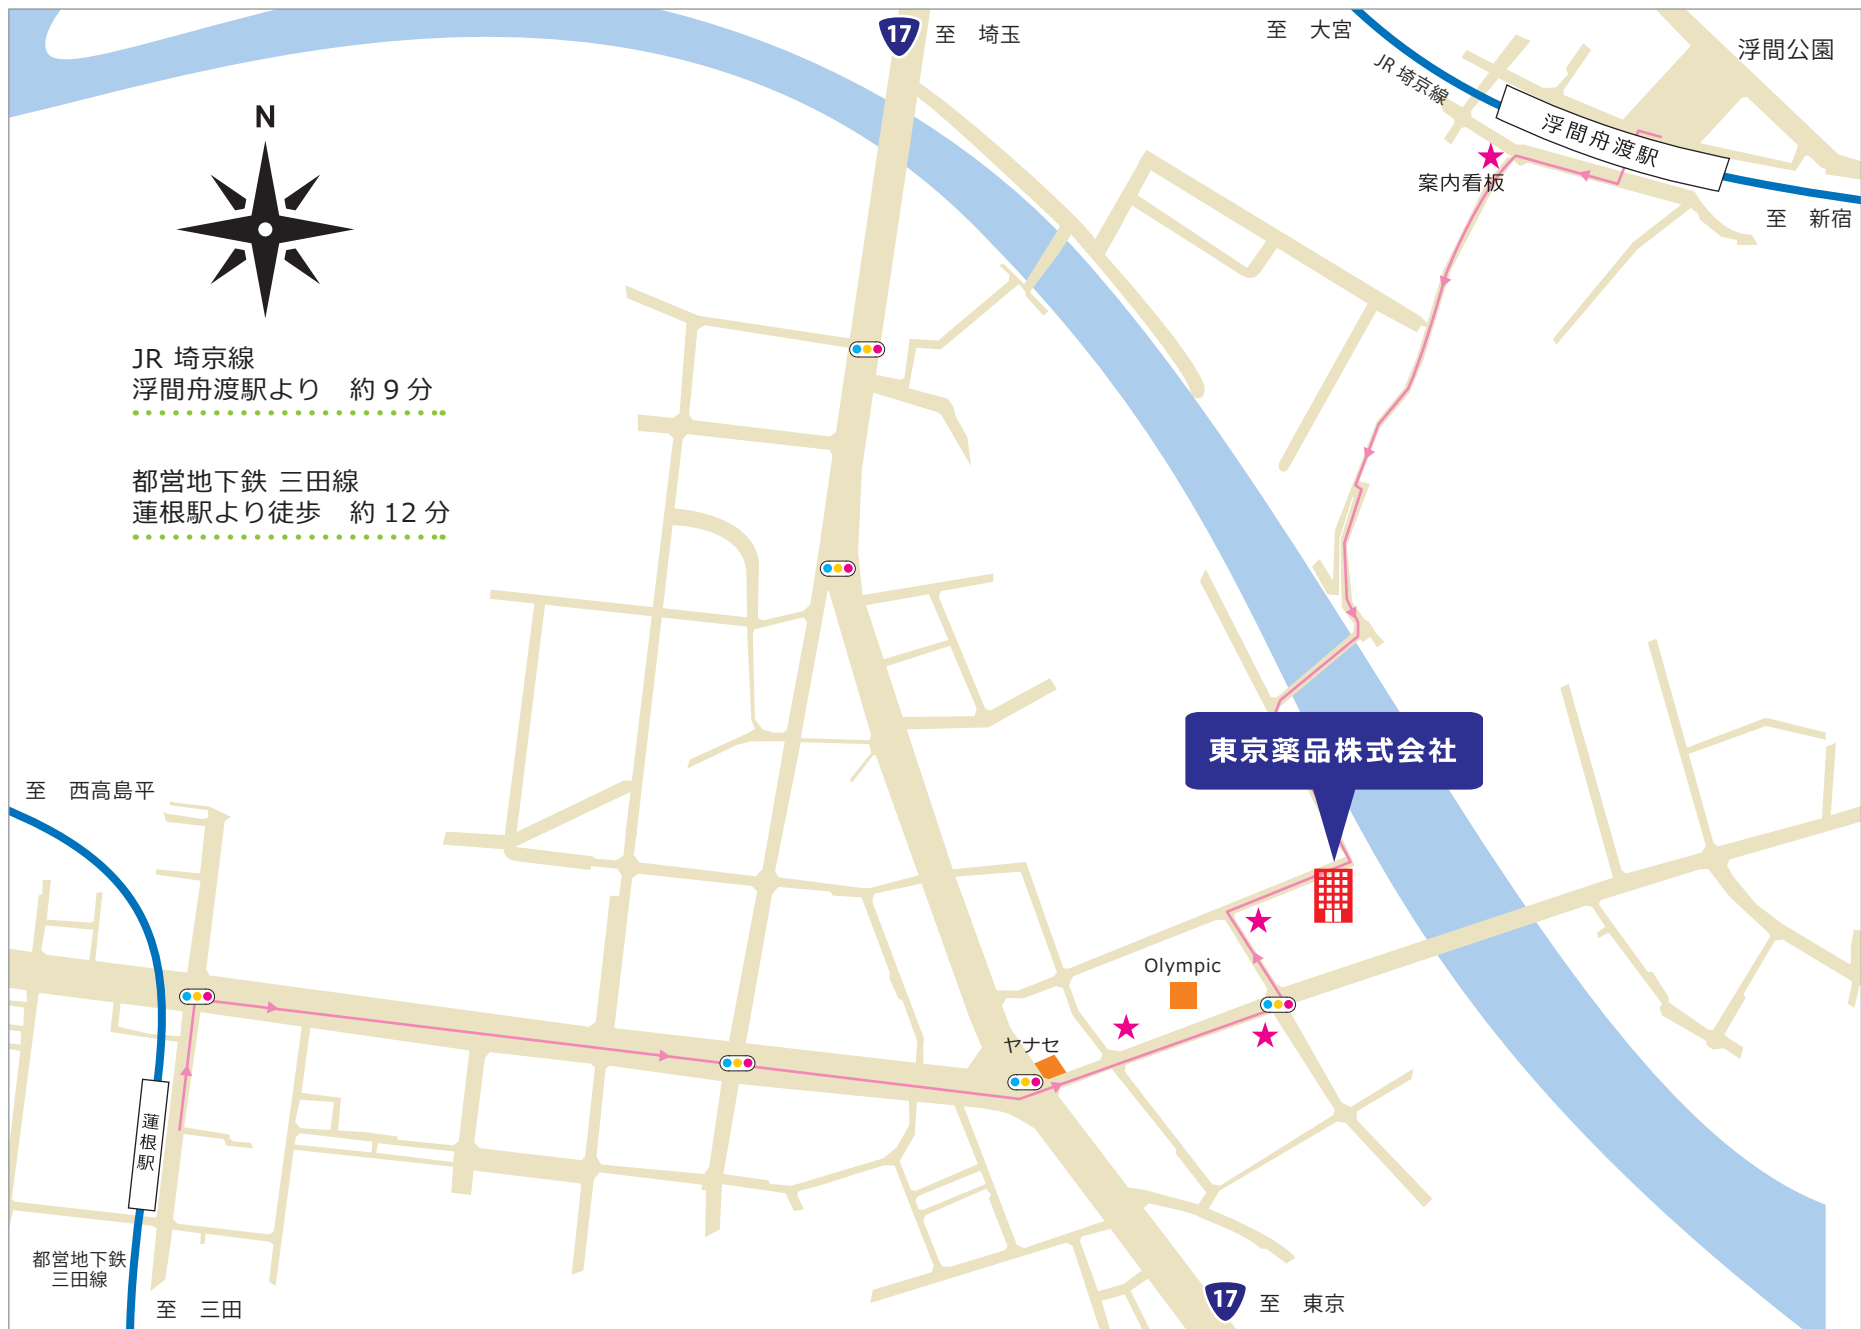 17
至　埼玉
至　大宮
浮間公園
JR 埼京線
浮間舟渡駅
案内看板
至　新宿
N
JR 埼京線
浮間舟渡駅より　約 9 分
都営地下鉄 三田線
蓮根駅より徒歩　約 12 分
東京薬品株式会社
至　西高島平
Olympic
ヤナセ
蓮根駅
都営地下鉄
三田線
至　三田
17
至　東京